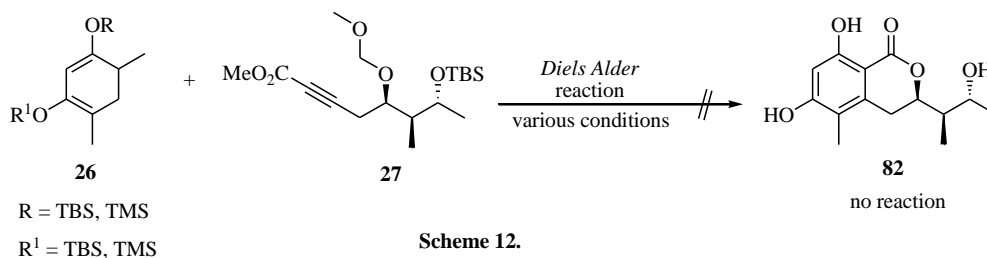 OR
R¹O
26
R = TBS, TMS
R¹ = TBS, TMS
+
MeO₂C
O
O
OTBS
27
Diels Alder
reaction
various conditions
OH
O
O
OH
HO
82
no reaction
Scheme 12.